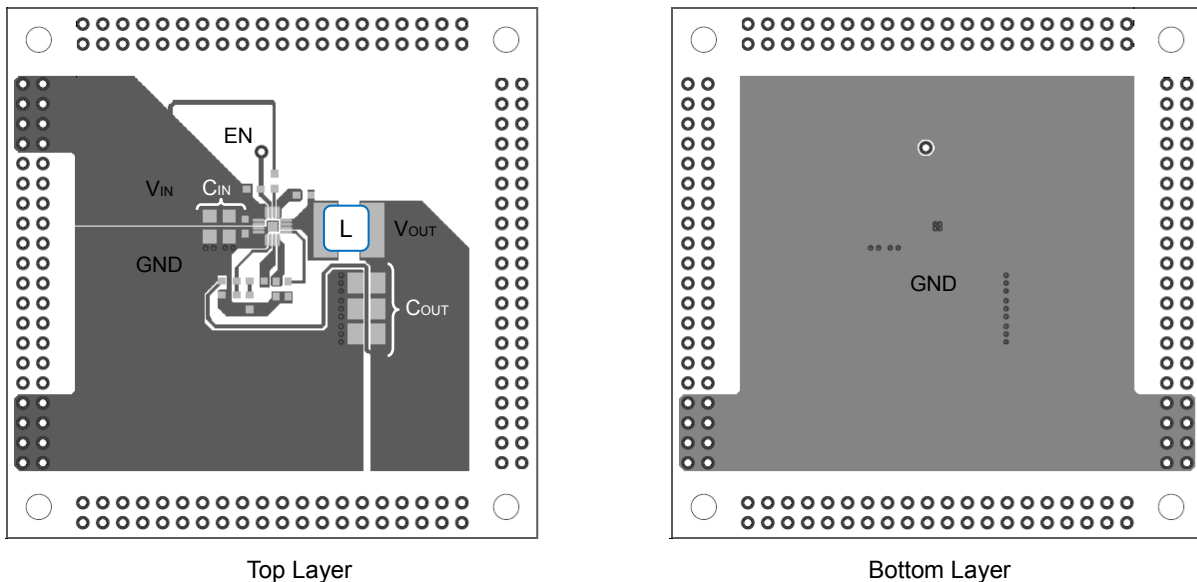 EN
VIN
CIN
L
VOUT
GND
COUT
GND
Top Layer
Bottom Layer